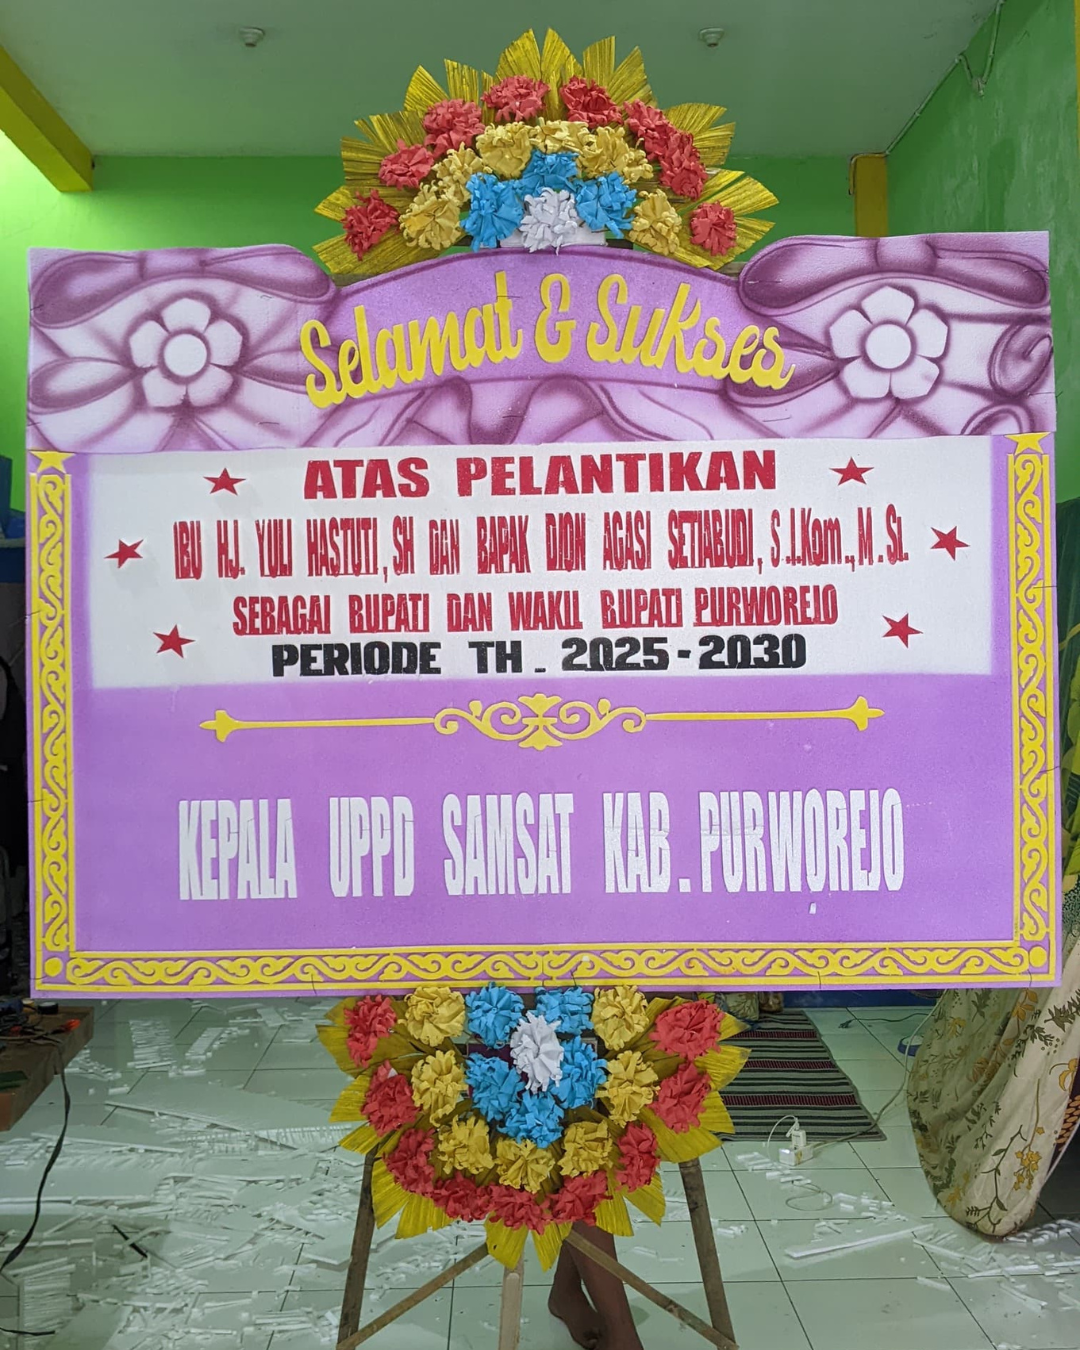 Selamat & Sukses
ATAS PELANTIKAN
IBU HJ. YULI HASTUTI, SH DAN BAPAK DION AGASI SETIABUDI, S.I.Kom., M.Si.
SEBAGAI BUPATI DAN WAKIL BUPATI PURWOREJO
PERIODE TH. 2025-2030
KEPALA UPPD SAMSAT KAB. PURWOREJO